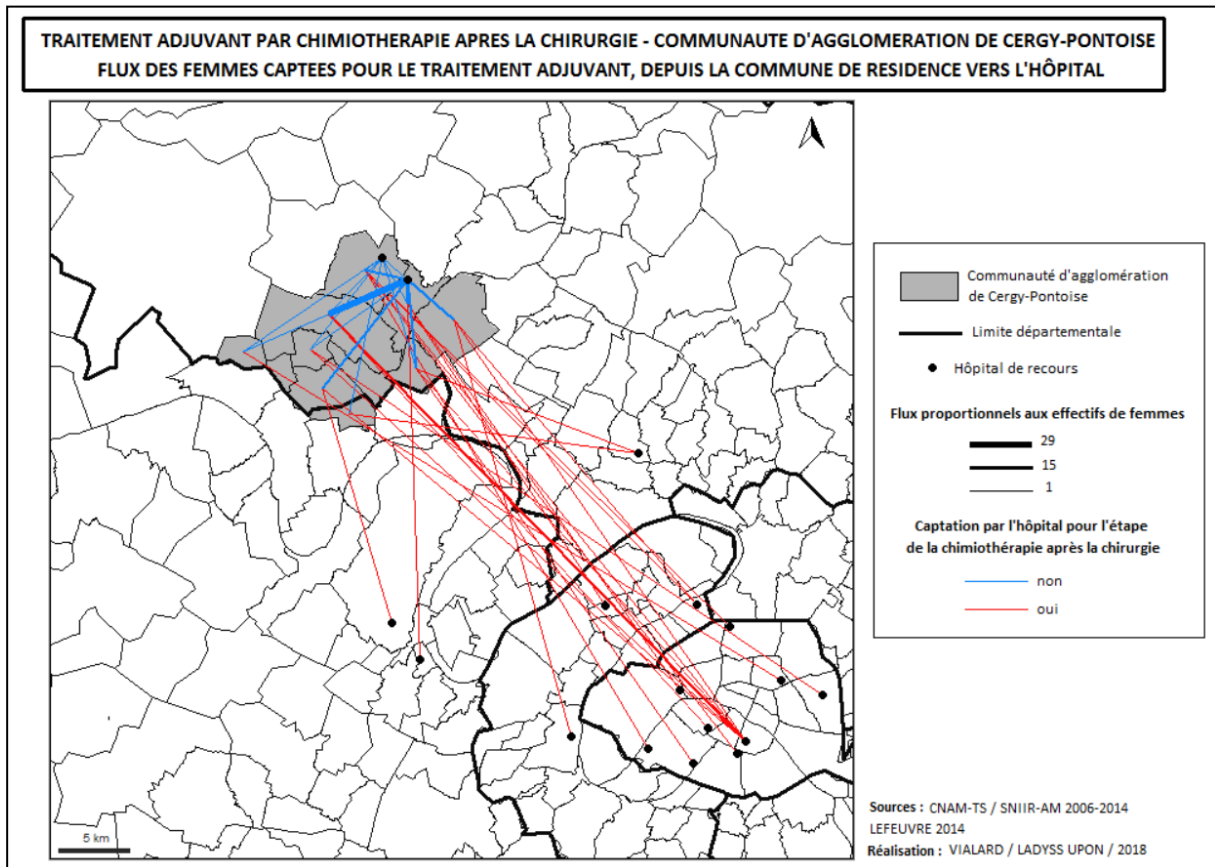 TRAITEMENT ADJUVANT PAR CHIMIOTHERAPIE APRES LA CHIRURGIE - COMMUNAUTE D'AGGLOMERATION DE CERGY-PONTOISE
FLUX DES FEMMES CAPTEES POUR LE TRAITEMENT ADJUVANT, DEPUIS LA COMMUNE DE RESIDENCE VERS L'HÔPITAL
Communauté d'agglomération
de Cergy-Pontoise
Limite départementale
Hôpital de recours
Flux proportionnels aux effectifs de femmes
29
15
1
Captation par l'hôpital pour l'étape
de la chimiothérapie après la chirurgie
non
oui
5 km
Sources : CNAM-TS / SNIIR-AM 2006-2014
LEFEUVRE 2014
Réalisation : VIALARD / LADYSS UPON / 2018